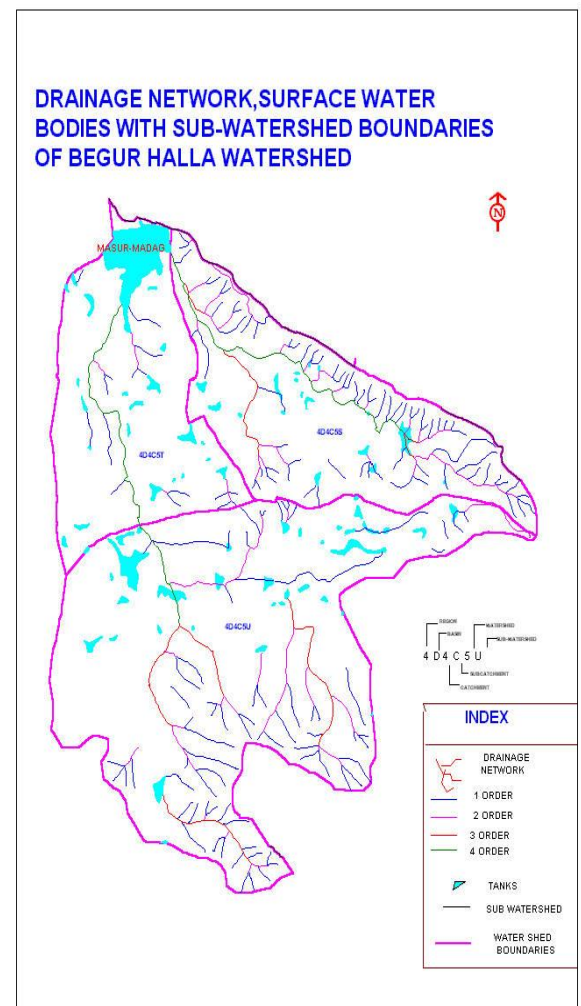 DRAINAGE NETWORK,SURFACE WATER
BODIES WITH SUB-WATERSHED BOUNDARIES
OF BEGUR HALLA WATERSHED
N
MASUR-MADAG
4D4C5T
4D4C5S
4D4C5U
REGION
BASIN
WATERSHED
SUB-WATERSHED
4 D 4 C 5 U
SUBCATCHMENT
CATCHMENT
INDEX
DRAINAGE
NETWORK
1 ORDER
2 ORDER
3 ORDER
4 ORDER
TANKS
SUB WATERSHED
WATER SHED
BOUNDARIES